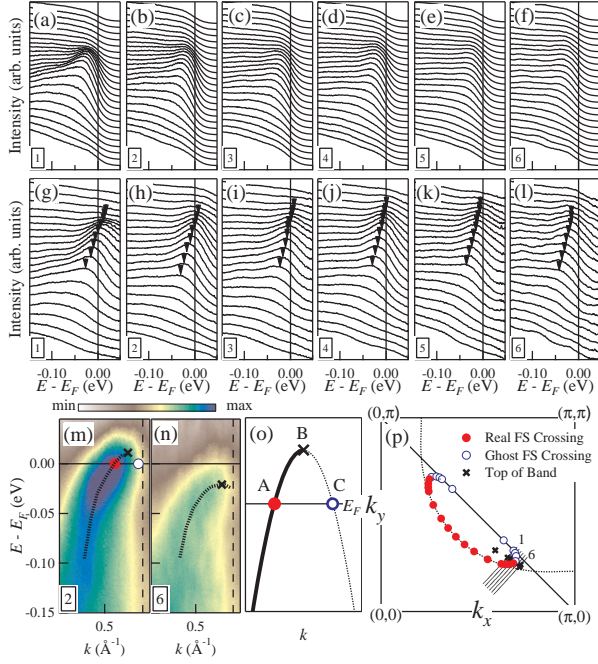 (a) (b) (c) (d) (e) (f)
Intensity (arb. units)
1 2 3 4 5 6
(g) (h) (i) (j) (k) (l)
Intensity (arb. units)
1 2 3 4 5 6
-0.10 0.00 -0.10 0.00 -0.10 0.00 -0.10 0.00 -0.10 0.00 -0.10 0.00
E - E_F (eV) E - E_F (eV) E - E_F (eV) E - E_F (eV) E - E_F (eV) E - E_F (eV)
min max
(m) (n) (o) (p)
0.00
-0.05
-0.10
-0.15
E - E_F (eV)
2 6
0.5 0.5
k (Å⁻¹) k (Å⁻¹)
B
A C
E_F
k
(0,π) (π,π)
Real FS Crossing
Ghost FS Crossing
Top of Band
1
6
k_y
(0,0) k_x (π,0)